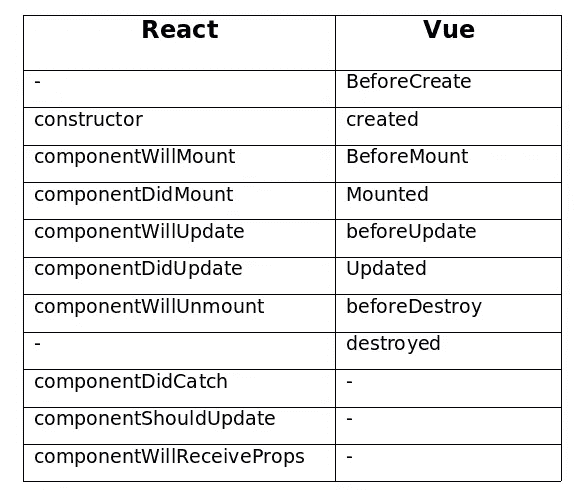 React Vue
- BeforeCreate
constructor created
componentWillMount BeforeMount
componentDidMount Mounted
componentWillUpdate beforeUpdate
componentDidUpdate Updated
componentWillUnmount beforeDestroy
- destroyed
componentDidCatch -
componentShouldUpdate -
componentWillReceiveProps -